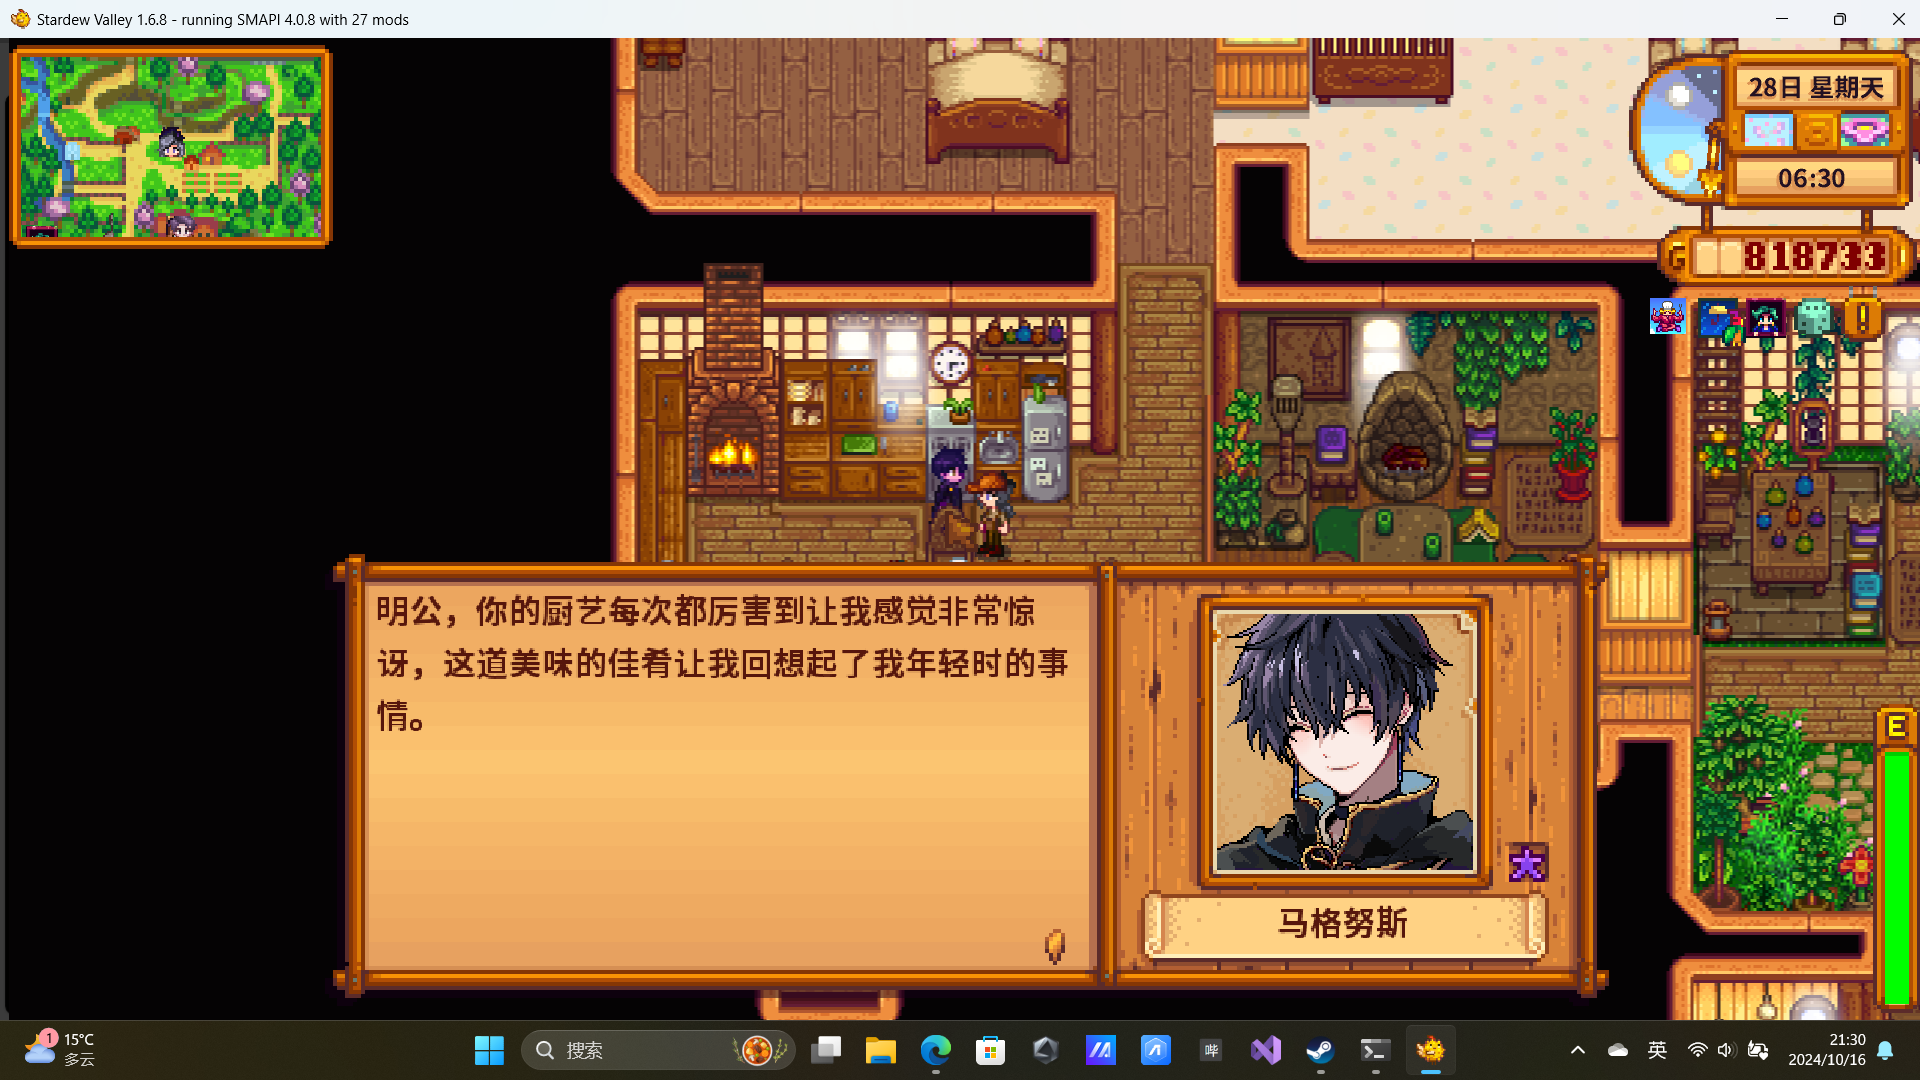 Stardew Valley 1.6.8 - running SMAPI 4.0.8 with 27 mods
28日 星期天
06:30
G 818733
明公，你的厨艺每次都厉害到让我感觉非常惊
讶，这道美味的佳肴让我回想起了我年轻时的事
情。
马格努斯
E
1
15°C
多云
搜索
哔
英
21:30
2024/10/16